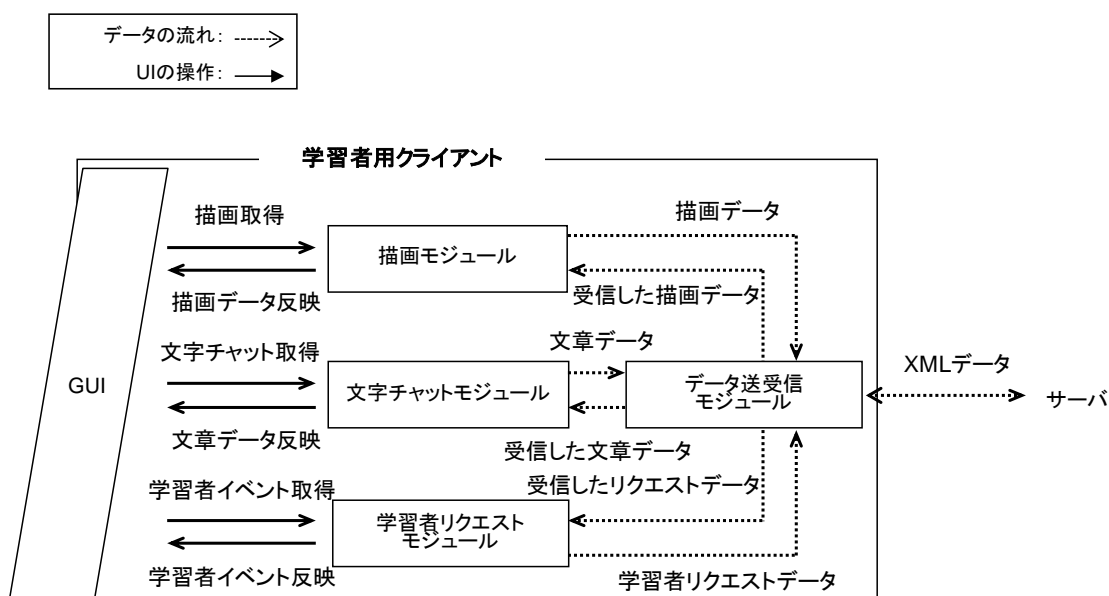 データの流れ:
UIの操作:
学習者用クライアント
描画取得
描画データ
描画モジュール
描画データ反映
受信した描画データ
文字チャット取得
文章データ
GUI
文字チャットモジュール
データ送受信
モジュール
XMLデータ
サーバ
文章データ反映
受信した文章データ
学習者イベント取得
受信したリクエストデータ
学習者リクエスト
モジュール
学習者イベント反映
学習者リクエストデータ